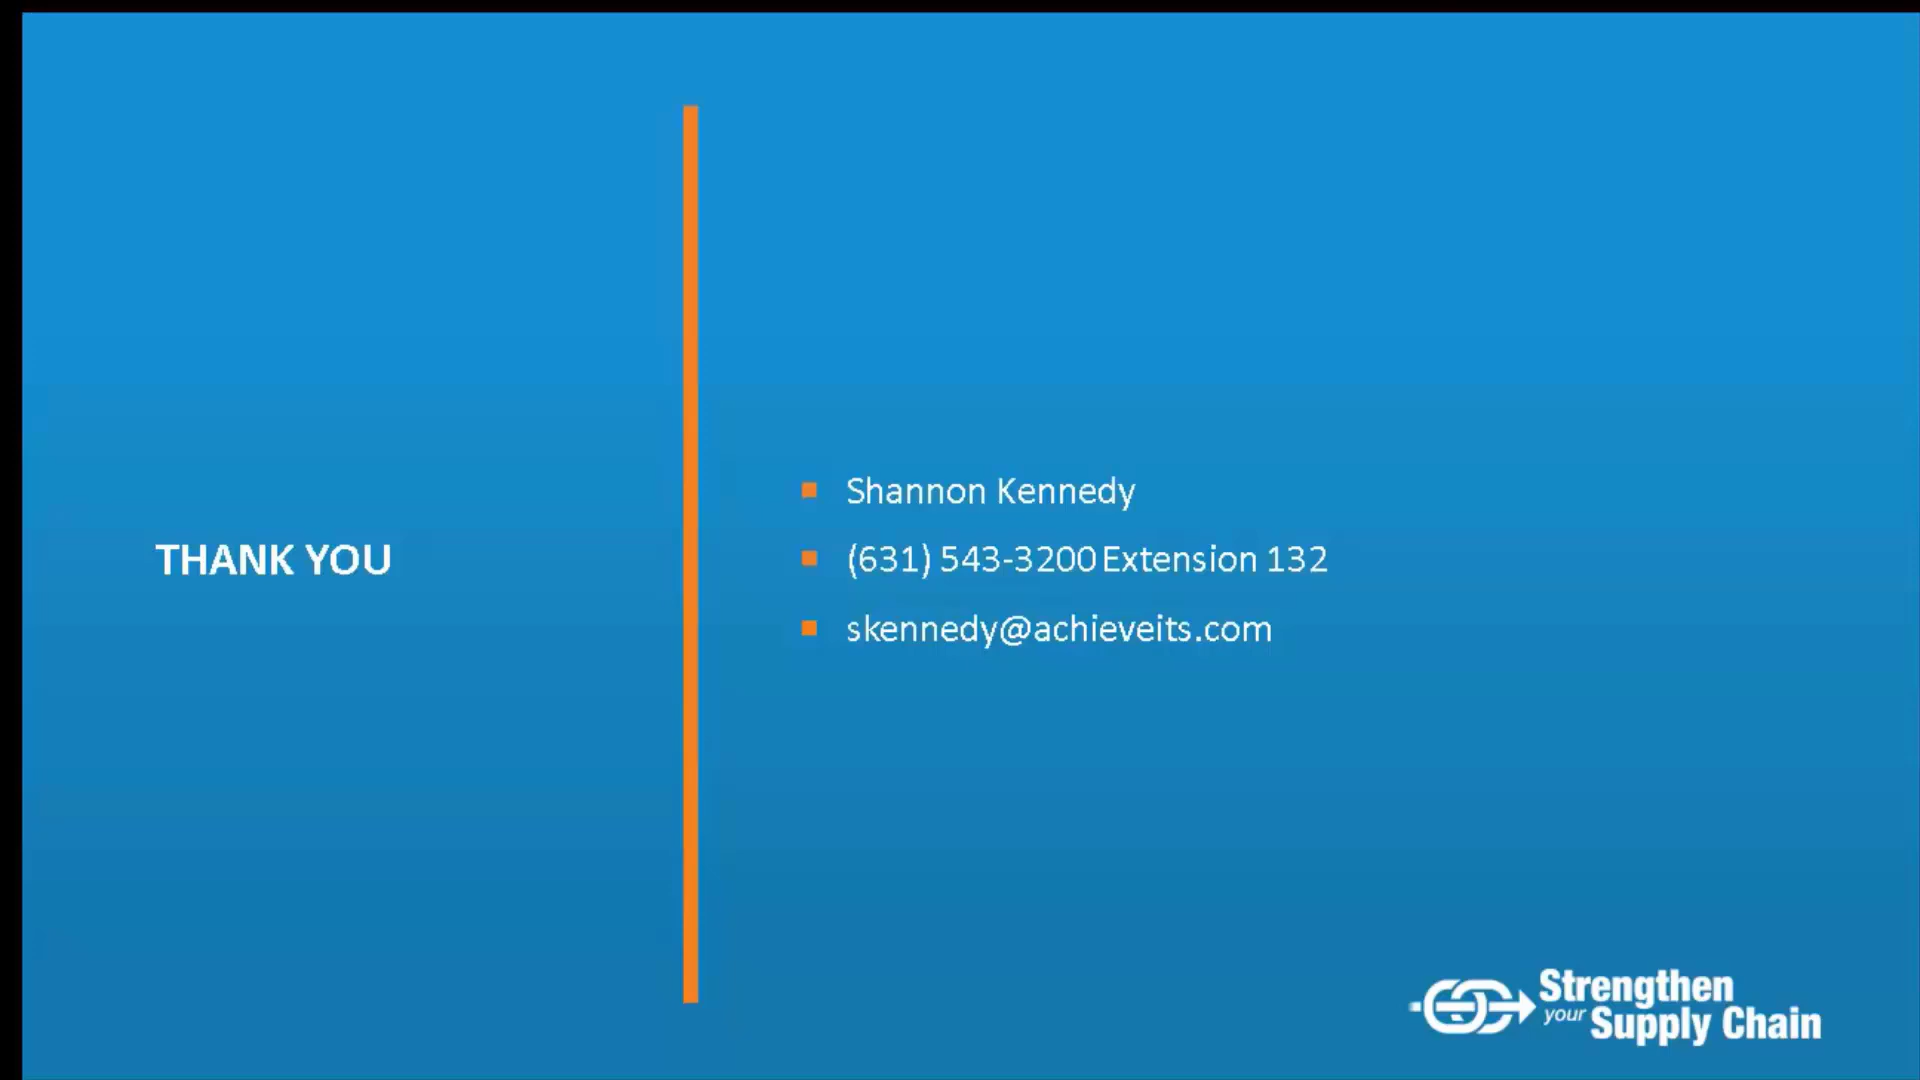 THANK YOU
Shannon Kennedy
(631) 543-3200 Extension 132
skennedy@achieveits.com
Strengthen
your Supply Chain